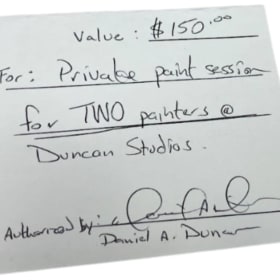 Value: $150.00
For: Private paint session
for TWO painters @
Duncan Studios.
Authorized by:
Daniel A. Duncan